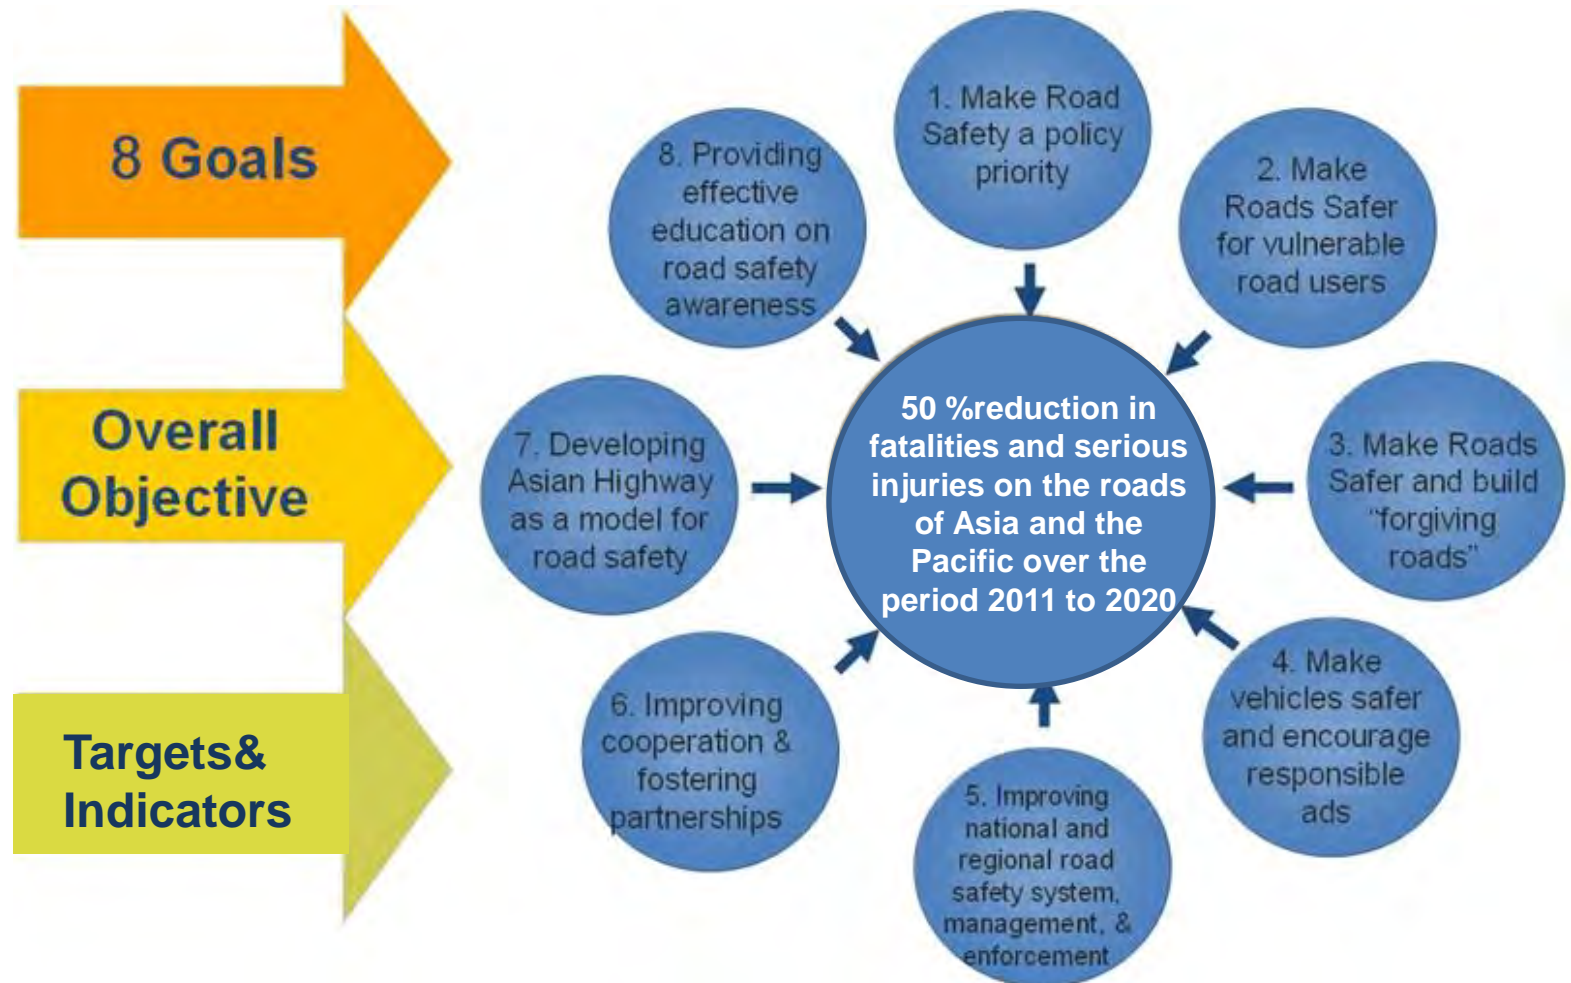 8 Goals
Overall
Objective
Targets&
Indicators
1. Make Road
Safety a policy
priority
2. Make
Roads Safer
for vulnerable
road users
3. Make Roads
Safer and build
“forgiving
roads”
4. Make
vehicles safer
and encourage
responsible
ads
5. Improving
national and
regional road
safety system,
management, &
enforcement
6. Improving
cooperation &
fostering
partnerships
7. Developing
Asian Highway
as a model for
road safety
8. Providing
effective
education on
road safety
awareness
50 %reduction in
fatalities and serious
injuries on the roads
of Asia and the
Pacific over the
period 2011 to 2020